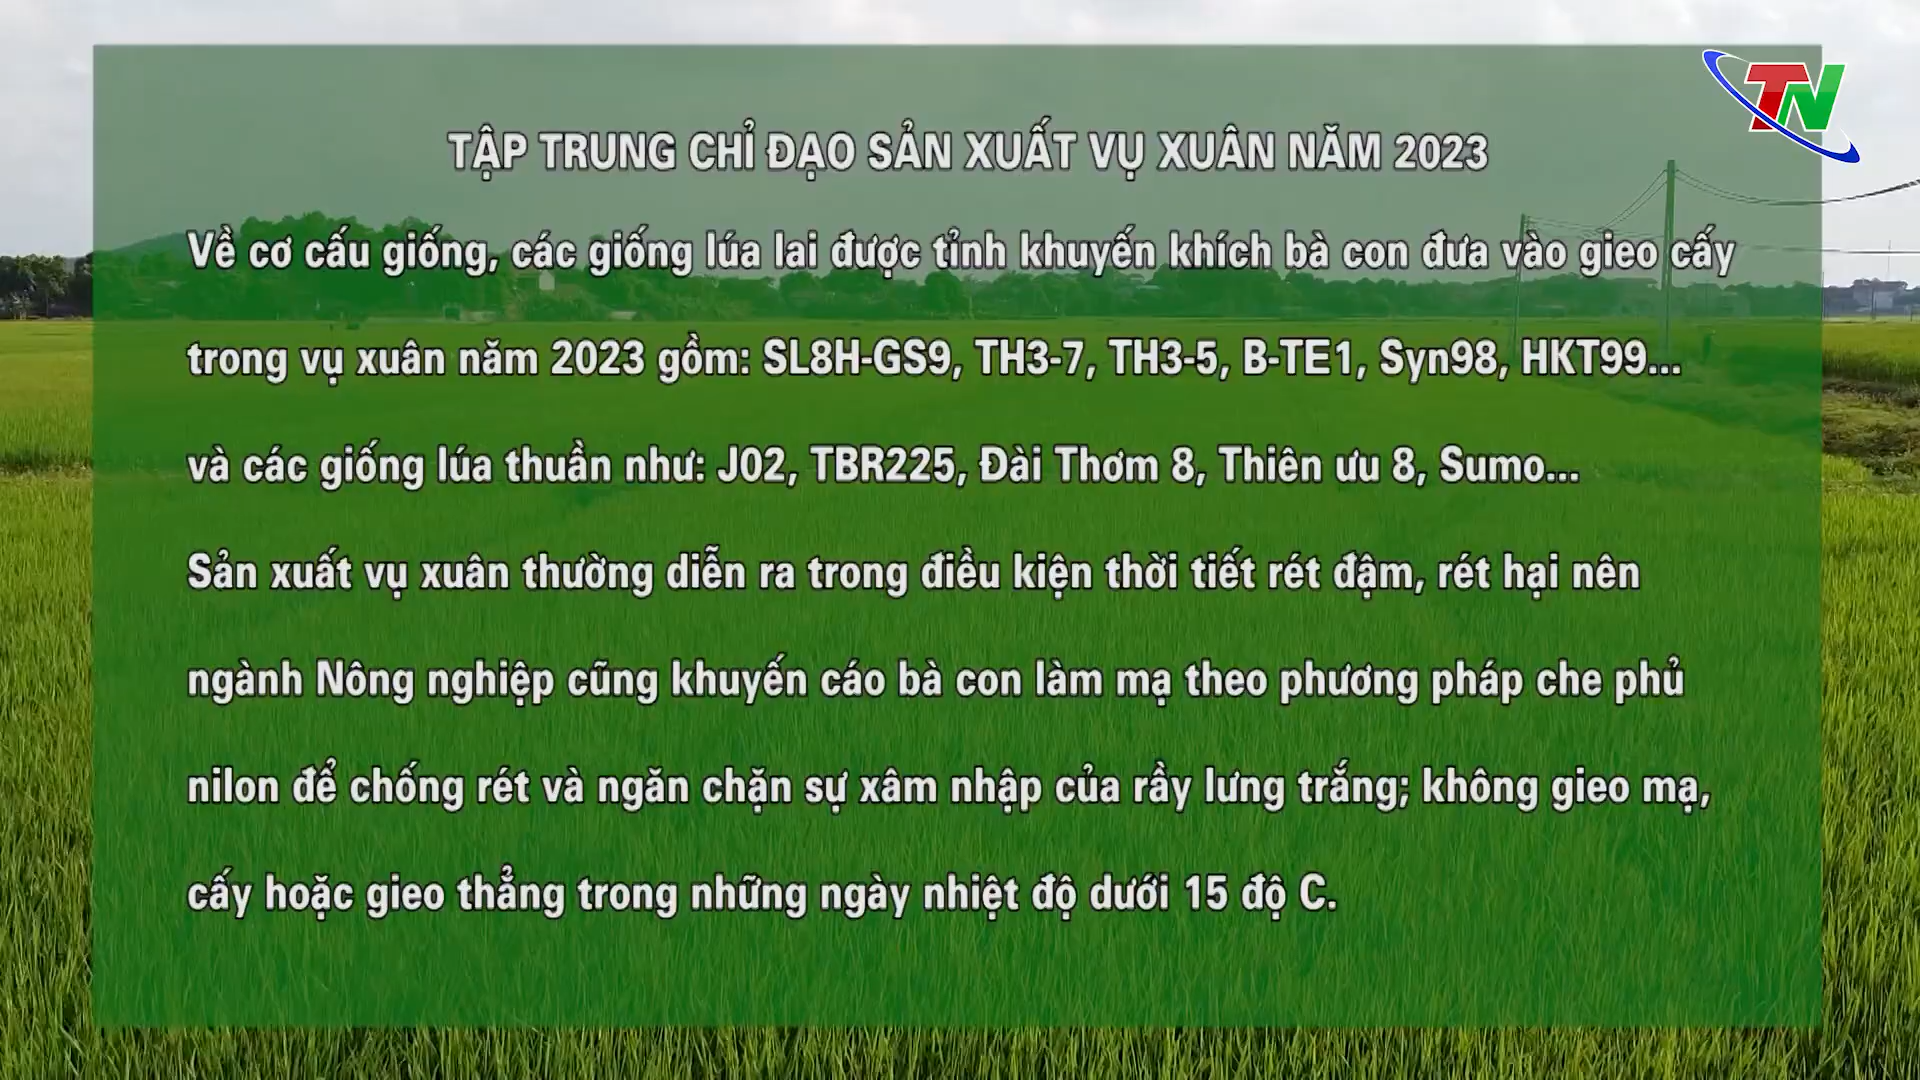 TN
TẬP TRUNG CHỈ ĐẠO SẢN XUẤT VỤ XUÂN NĂM 2023
Về cơ cấu giống, các giống lúa lai được tỉnh khuyến khích bà con đưa vào gieo cấy
trong vụ xuân năm 2023 gồm: SL8H-GS9, TH3-7, TH3-5, B-TE1, Syn98, HKT99...
và các giống lúa thuần như: J02, TBR225, Đài Thơm 8, Thiên ưu 8, Sumo...
Sản xuất vụ xuân thường diễn ra trong điều kiện thời tiết rét đậm, rét hại nên
ngành Nông nghiệp cũng khuyến cáo bà con làm mạ theo phương pháp che phủ
nilon để chống rét và ngăn chặn sự xâm nhập của rầy lưng trắng; không gieo mạ,
cấy hoặc gieo thẳng trong những ngày nhiệt độ dưới 15 độ C.